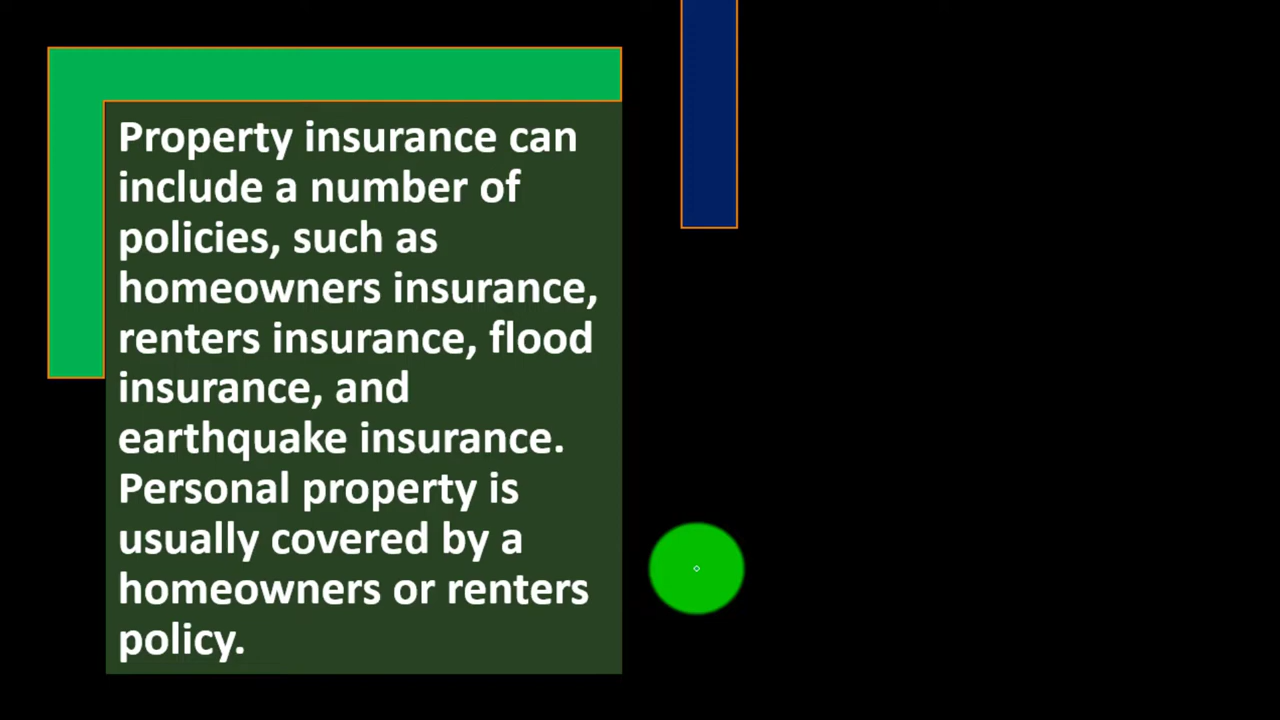 Property insurance can
include a number of
policies, such as
homeowners insurance,
renters insurance, flood
insurance, and
earthquake insurance.
Personal property is
usually covered by a
homeowners or renters
policy.